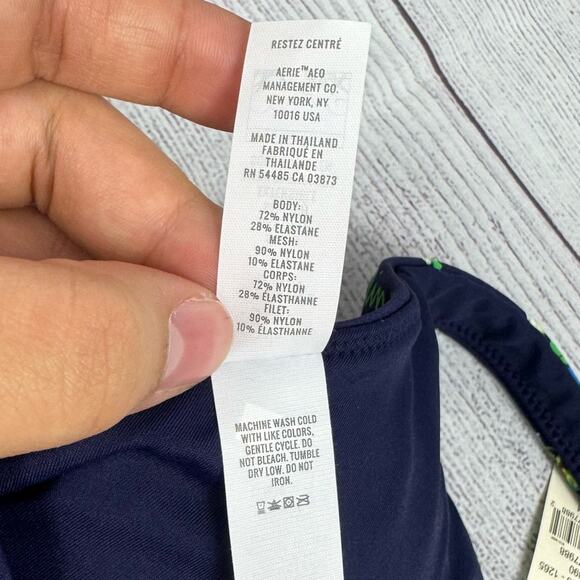 RESTEZ CENTRÉ
AERIE™AEO
MANAGEMENT CO.
NEW YORK, NY
10016 USA
MADE IN THAILAND
FABRIQUÉ EN
THAILANDE
RN 54485 CA 03873
BODY:
72% NYLON
28% ELASTANE
MESH:
90% NYLON
10% ELASTANE
CORPS:
72% NYLON
28% ÉLASTHANNE
FILET:
90% NYLON
10% ÉLASTHANNE
MACHINE WASH COLD
WITH LIKE COLORS,
GENTLE CYCLE. DO
NOT BLEACH. TUMBLE
DRY LOW. DO NOT
IRON.
1265